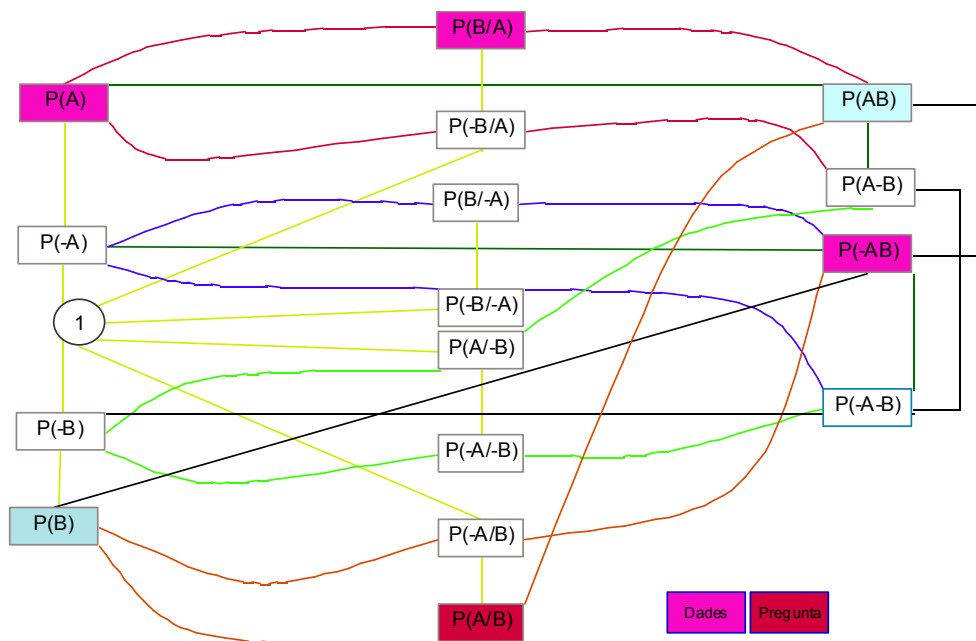 P(B/A)
P(A)
P(AB)
P(-B/A)
P(A-B)
P(B/-A)
P(-A)
P(-AB)
P(-B/-A)
1
P(A/-B)
P(-A-B)
P(-B)
P(-A/-B)
P(B)
P(-A/B)
P(A/B)
Dades
Pregunta